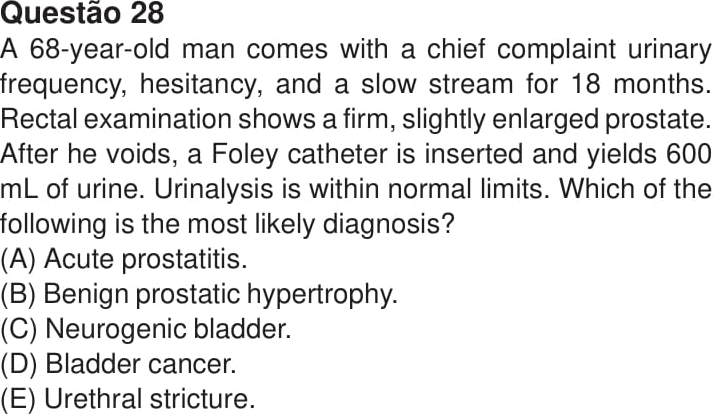 Questão 28
A 68-year-old man comes with a chief complaint urinary
frequency, hesitancy, and a slow stream for 18 months.
Rectal examination shows a firm, slightly enlarged prostate.
After he voids, a Foley catheter is inserted and yields 600
mL of urine. Urinalysis is within normal limits. Which of the
following is the most likely diagnosis?
(A) Acute prostatitis.
(B) Benign prostatic hypertrophy.
(C) Neurogenic bladder.
(D) Bladder cancer.
(E) Urethral stricture.